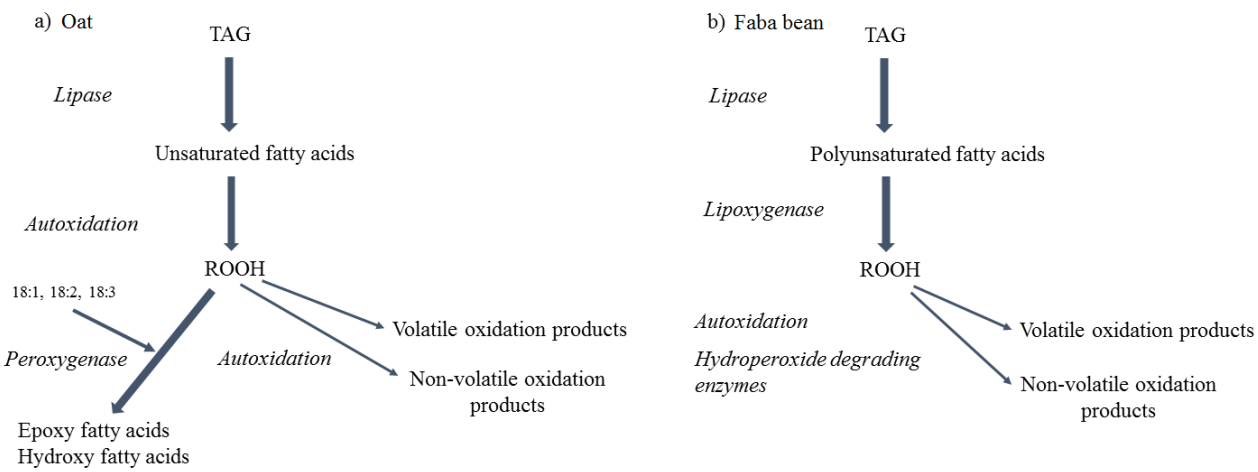 a) Oat
TAG
Lipase
Unsaturated fatty acids
Autoxidation
ROOH
18:1, 18:2, 18:3
Peroxygenase
Autoxidation
Volatile oxidation products
Non-volatile oxidation
products
Epoxy fatty acids
Hydroxy fatty acids
b) Faba bean
TAG
Lipase
Polyunsaturated fatty acids
Lipoxygenase
ROOH
Autoxidation
Hydroperoxide degrading
enzymes
Volatile oxidation products
Non-volatile oxidation
products